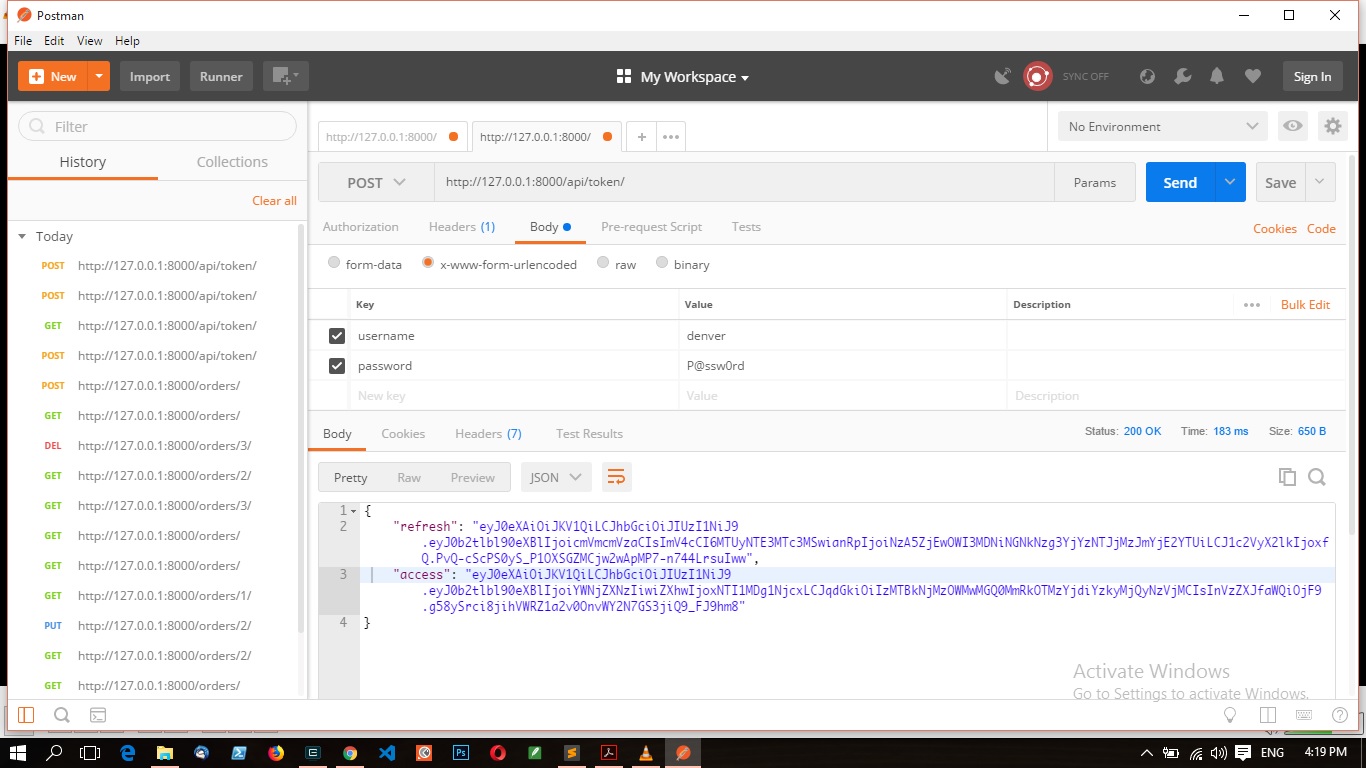 Postman
File Edit View Help
New Import Runner My Workspace SYNC OFF Sign In
Filter
History Collections
Clear all
Today
POST http://127.0.0.1:8000/api/token/
POST http://127.0.0.1:8000/api/token/
GET http://127.0.0.1:8000/api/token/
POST http://127.0.0.1:8000/api/token/
POST http://127.0.0.1:8000/orders/
GET http://127.0.0.1:8000/orders/
DEL http://127.0.0.1:8000/orders/3/
GET http://127.0.0.1:8000/orders/2/
GET http://127.0.0.1:8000/orders/3/
GET http://127.0.0.1:8000/orders/
GET http://127.0.0.1:8000/orders/
GET http://127.0.0.1:8000/orders/1/
PUT http://127.0.0.1:8000/orders/2/
GET http://127.0.0.1:8000/orders/2/
GET http://127.0.0.1:8000/orders/
http://127.0.0.1:8000/ http://127.0.0.1:8000/ + No Environment
POST http://127.0.0.1:8000/api/token/ Params Send Save
Authorization Headers (1) Body Pre-request Script Tests Cookies Code
form-data x-www-form-urlencoded raw binary
Key Value Description Bulk Edit
username denver
password P@ssw0rd
New key Value Description
Body Cookies Headers (7) Test Results Status: 200 OK Time: 183 ms Size: 650 B
Pretty Raw Preview JSON
1 {
2 "refresh": "eyJ0eXAiOiJKV1QiLCJhbGciOiJIUzI1NiJ9
.eyJ0b2tlbl90eXBlIjoicmVmcmVzaCIsImV4cCI6MTUyNTE3MTc3MSwianRpIjoiNzA5ZjEwOWI3MDNiNGNkNzg3YjYzNTJjMzJmYjE2YTUiLCJ1c2VyX2lkIjoxf
Q.PvQ-cScPS0yS_P1OXSGZMCjw2wApMP7-n744LrsuIww",
3 "access": "eyJ0eXAiOiJKV1QiLCJhbGciOiJIUzI1NiJ9
.eyJ0b2tlbl90eXBlIjoiYWNjZXNzIiwiZXhwIjoxNTI1MDg1NjcxLCJqdGkiOiIzMTBkNjMzOWMwMGQ0MmRkOTMzYjdiYzkyMjQyNzVjMCIsInVzZXJfaWQiOjF9
.g58ySrci8jihVWRZ1a2v0OnvWY2N7GS3jiQ9_FJ9hm8"
4 }
Activate Windows
Go to Settings to activate Windows.
ENG 4:19 PM